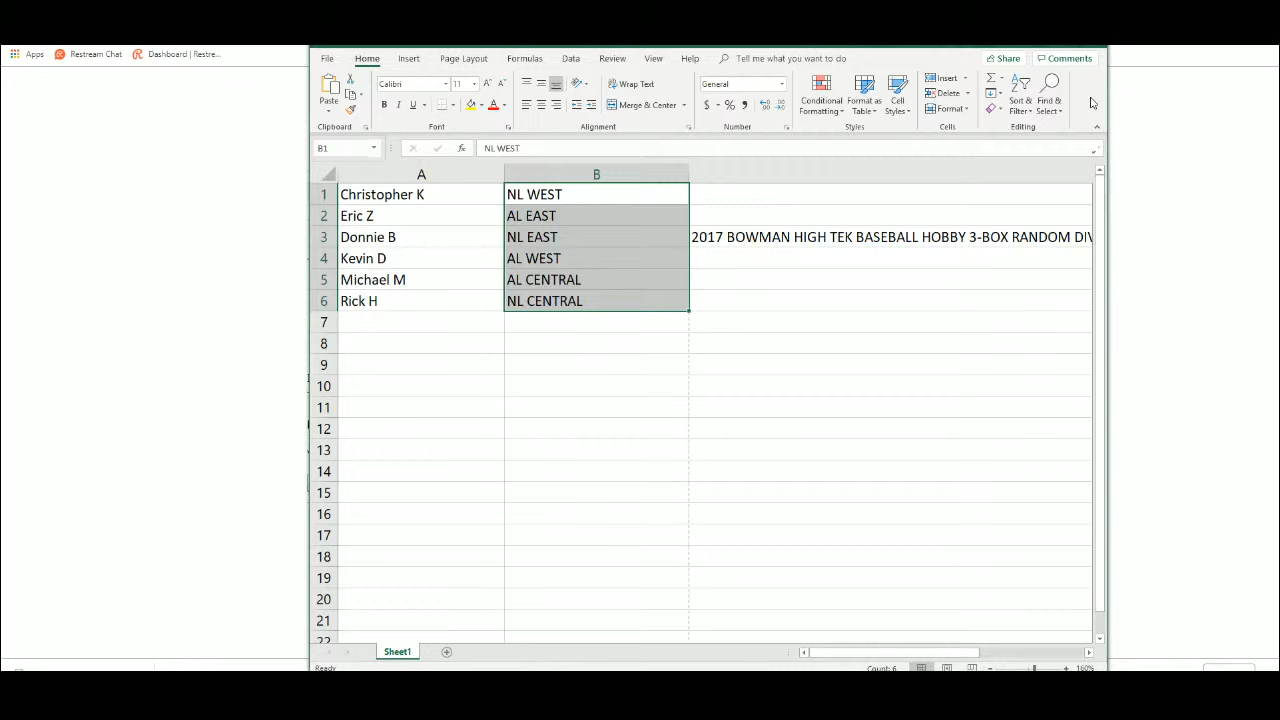 Apps Restream Chat Dashboard | Restre...
File Home Insert Page Layout Formulas Data Review View Help Tell me what you want to do Share Comments
Paste Calibri 11 Wrap Text General Conditional Formatting Format as Table Cell Styles Insert Sort & Filter Find & Select
B I U Merge & Center $ % Delete
Format
Clipboard Font Alignment Number Styles Cells Editing
B1 fx NL WEST
A B
1 Christopher K NL WEST
2 Eric Z AL EAST
3 Donnie B NL EAST 2017 BOWMAN HIGH TEK BASEBALL HOBBY 3-BOX RANDOM DIV
4 Kevin D AL WEST
5 Michael M AL CENTRAL
6 Rick H NL CENTRAL
7
8
9
10
11
12
13
14
15
16
17
18
19
20
21
22
Sheet1
Ready Count: 6 160%